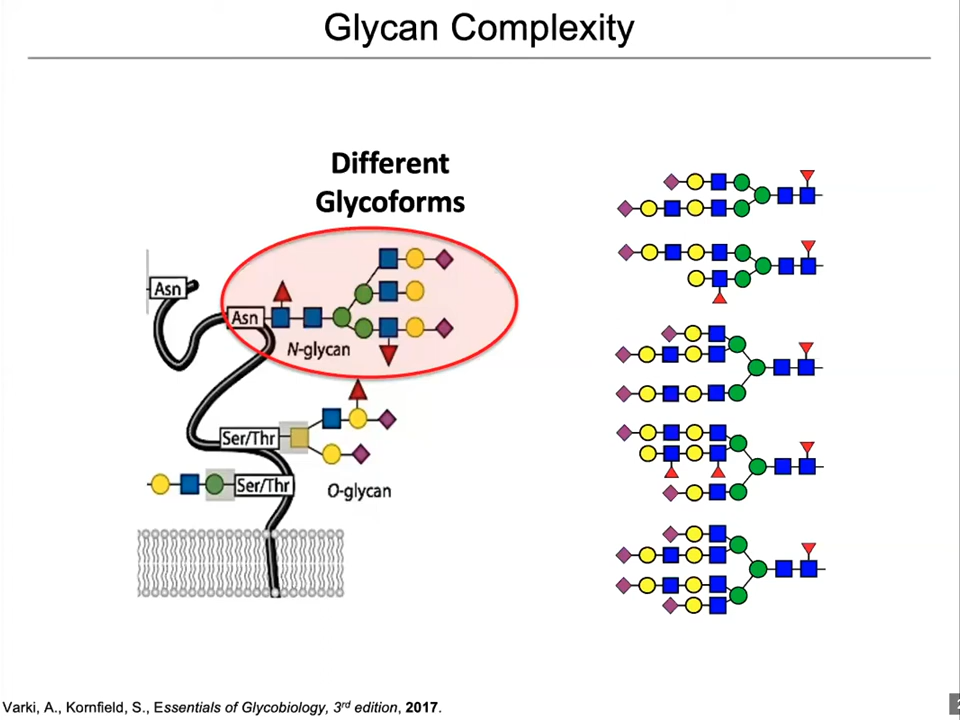 Glycan Complexity
Different
Glycoforms
Asn
Asn
N-glycan
Ser/Thr
Ser/Thr
O-glycan
Varki, A., Kornfield, S., Essentials of Glycobiology, 3rd edition, 2017.